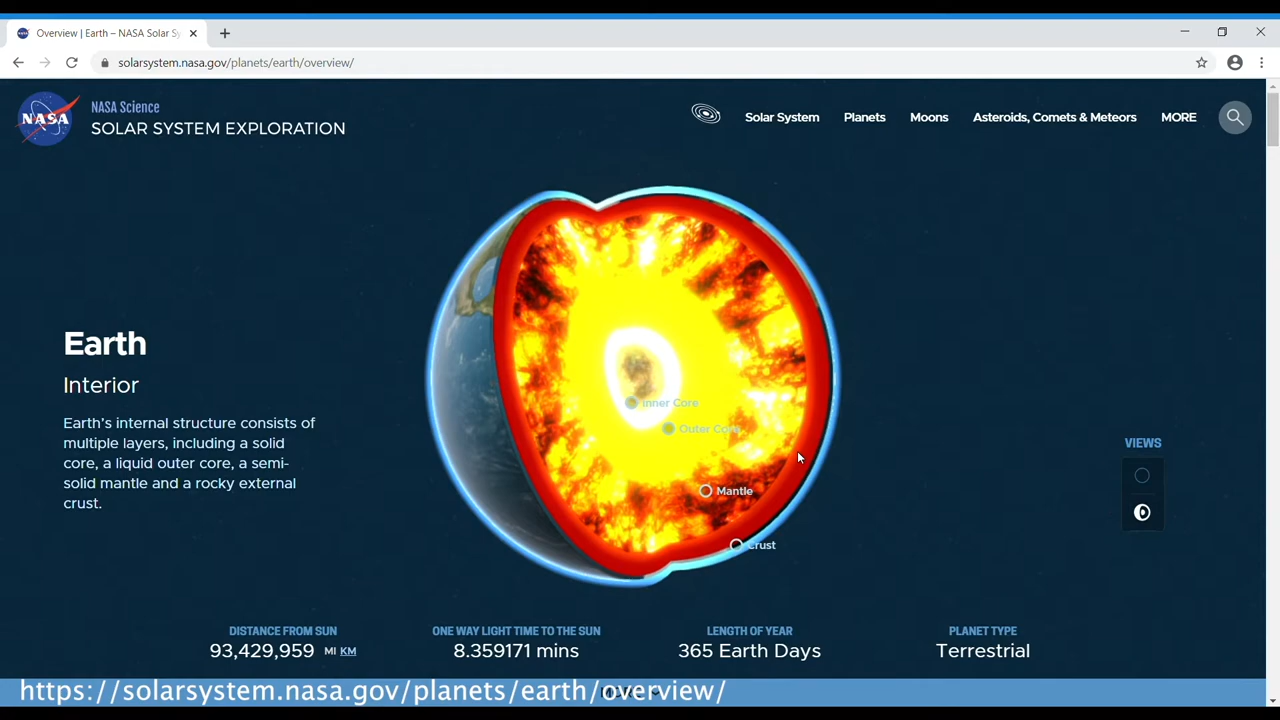 Overview | Earth – NASA Solar Sy
solarsystem.nasa.gov/planets/earth/overview/
NASA
NASA Science
SOLAR SYSTEM EXPLORATION
Solar System
Planets
Moons
Asteroids, Comets & Meteors
MORE
Earth
Interior
Earth's internal structure consists of
multiple layers, including a solid
core, a liquid outer core, a semi-
solid mantle and a rocky external
crust.
Inner Core
Outer Core
Mantle
Crust
VIEWS
DISTANCE FROM SUN
93,429,959 MI KM
ONE WAY LIGHT TIME TO THE SUN
8.359171 mins
LENGTH OF YEAR
365 Earth Days
PLANET TYPE
Terrestrial
https://solarsystem.nasa.gov/planets/earth/overview/